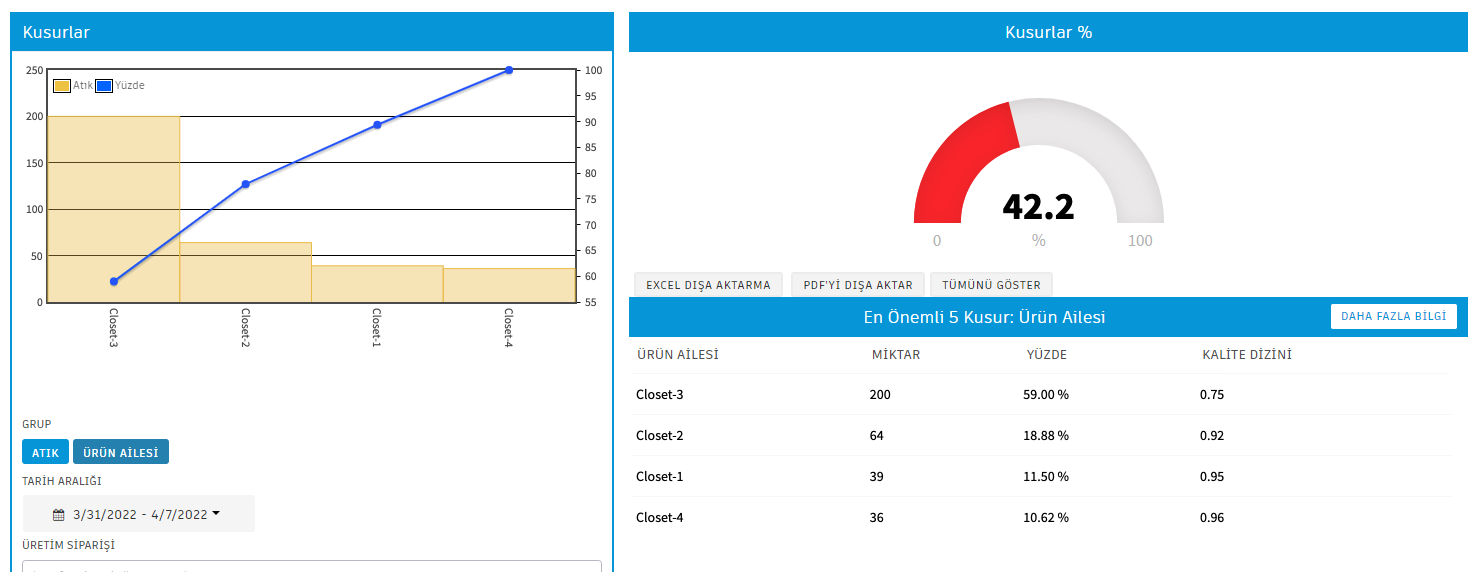 Kusurlar
Atık Yüzde
250
200
150
100
50
0
100
95
90
85
80
75
70
65
60
55
Closet-3
Closet-2
Closet-1
Closet-4
GRUP
ATIK ÜRÜN AİLESİ
TARİH ARALIĞI
3/31/2022 - 4/7/2022
ÜRETİM SİPARİŞİ
Kusurlar %
42.2
0 % 100
EXCEL DIŞA AKTARMA PDF'Yİ DIŞA AKTAR TÜMÜNÜ GÖSTER
En Önemli 5 Kusur: Ürün Ailesi DAHA FAZLA BİLGİ
ÜRÜN AİLESİ MİKTAR YÜZDE KALİTE DİZİNİ
Closet-3 200 59.00 % 0.75
Closet-2 64 18.88 % 0.92
Closet-1 39 11.50 % 0.95
Closet-4 36 10.62 % 0.96